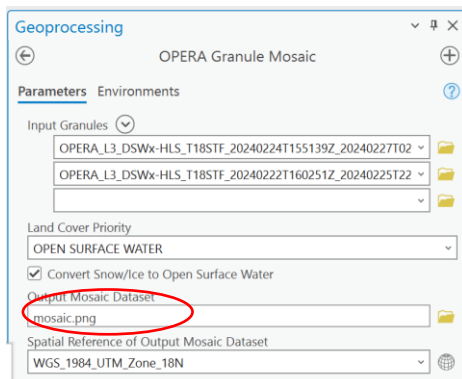 Geoprocessing
OPERA Granule Mosaic
Parameters Environments
Input Granules
OPERA_L3_DSWx-HLS_T18STF_20240224T155139Z_20240227T02
OPERA_L3_DSWx-HLS_T18STF_20240222T160251Z_20240225T22
Land Cover Priority
OPEN SURFACE WATER
Convert Snow/Ice to Open Surface Water
Output Mosaic Dataset
mosaic.png
Spatial Reference of Output Mosaic Dataset
WGS_1984_UTM_Zone_18N